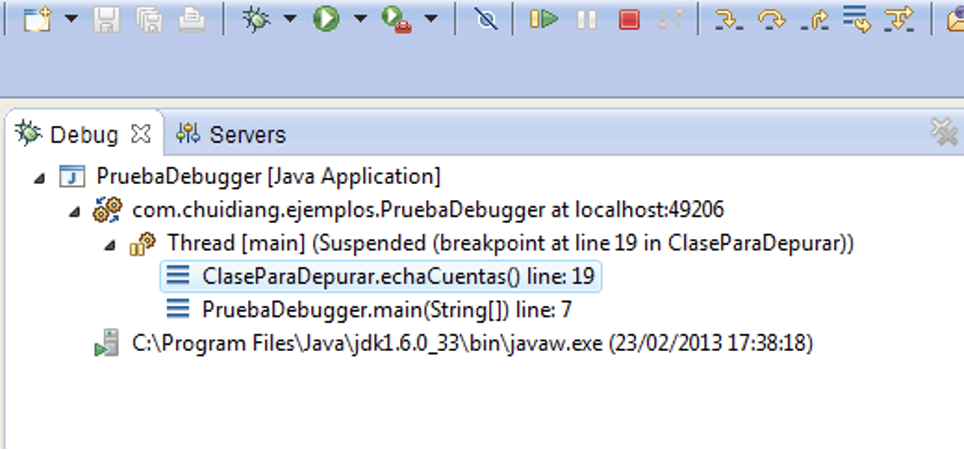 Debug Servers
PruebaDebugger [Java Application]
com.chuidiang.ejemplos.PruebaDebugger at localhost:49206
Thread [main] (Suspended (breakpoint at line 19 in ClaseParaDepurar))
ClaseParaDepurar.echaCuentas() line: 19
PruebaDebugger.main(String[]) line: 7
C:\Program Files\Java\jdk1.6.0_33\bin\javaw.exe (23/02/2013 17:38:18)